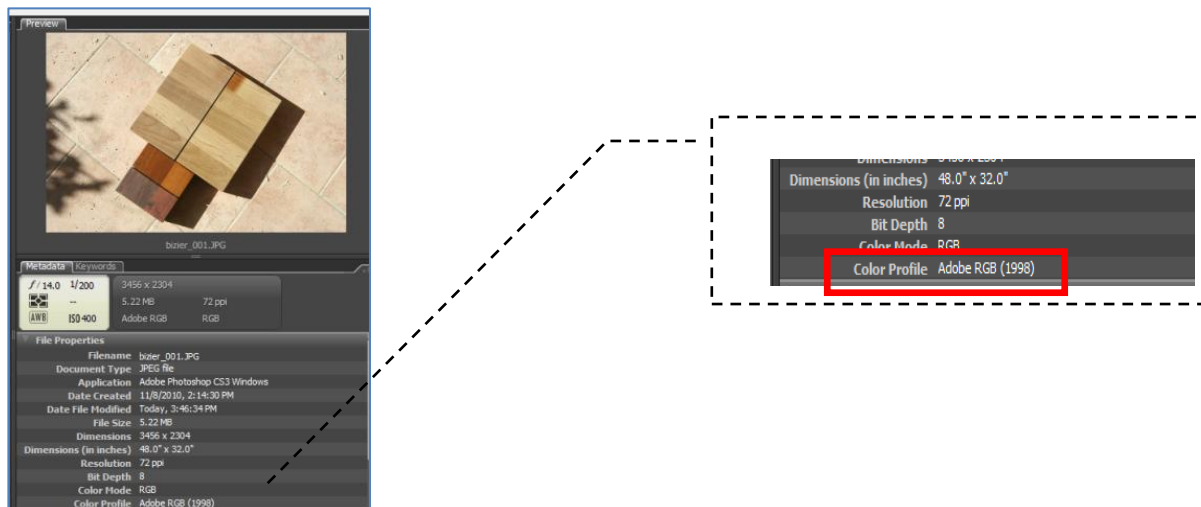 Preview
bizier_001.JPG
Metadata Keywords
f/14.0 1/200
--
AWB ISO400
3456 x 2304
5.22 MB 72 ppi
Adobe RGB RGB
File Properties
Filename bizier_001.JPG
Document Type JPEG file
Application Adobe Photoshop CS3 Windows
Date Created 11/8/2010, 2:14:30 PM
Date File Modified Today, 3:46:34 PM
File Size 5.22 MB
Dimensions 3456 x 2304
Dimensions (in inches) 48.0" x 32.0"
Resolution 72 ppi
Bit Depth 8
Color Mode RGB
Color Profile Adobe RGB (1998)
Dimensions 3456 x 2304
Dimensions (in inches) 48.0" x 32.0"
Resolution 72 ppi
Bit Depth 8
Color Mode RGB
Color Profile Adobe RGB (1998)